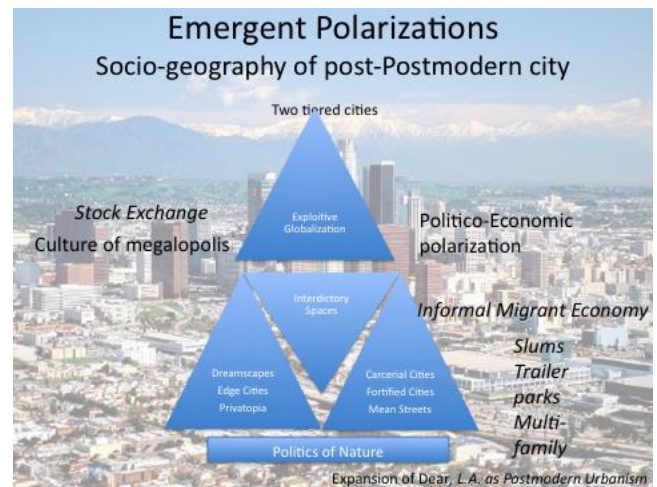 Emergent Polarizations
Socio-geography of post-Postmodern city
Two tiered cities
Exploitive
Globalization
Stock Exchange
Culture of megalopolis
Politico-Economic
polarization
Interdictory
Spaces
Informal Migrant Economy
Dreamscapes
Edge Cities
Privatopia
Carcerial Cities
Fortified Cities
Mean Streets
Slums
Trailer
parks
Multi-
family
Politics of Nature
Expansion of Dear, L.A. as Postmodern Urbanism